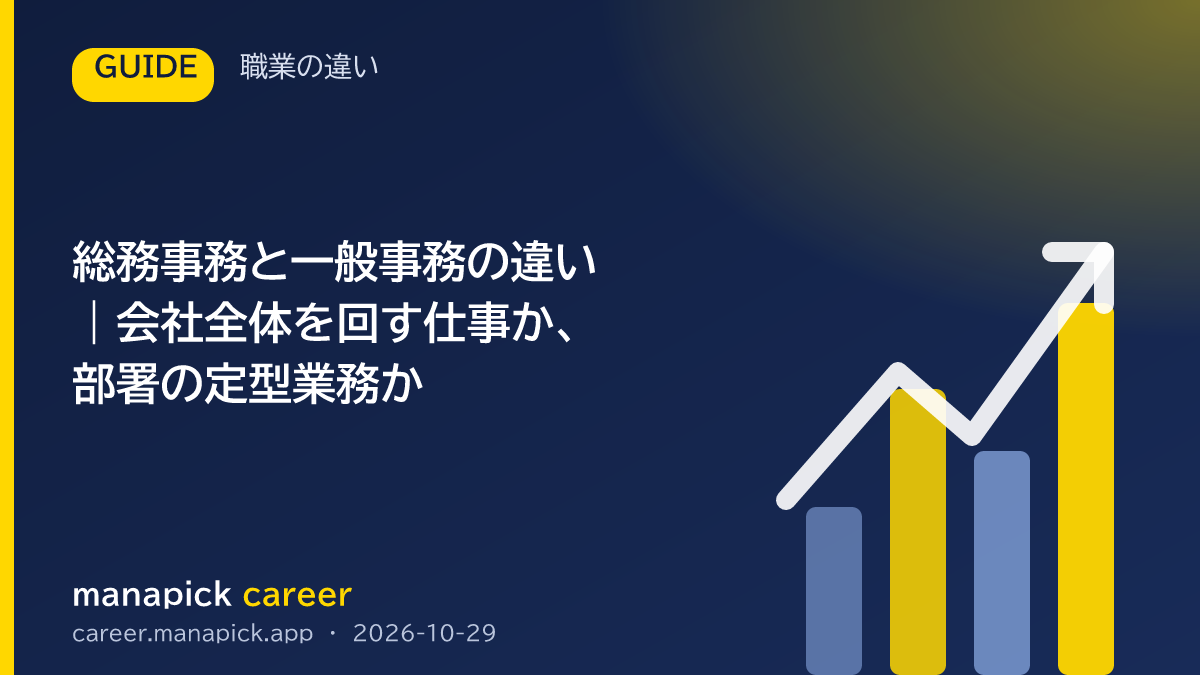 GUIDE 職業の違い
総務事務と一般事務の違い
｜会社全体を回す仕事か、
部署の定型業務か
manapick career
career.manapick.app ・ 2026-10-29